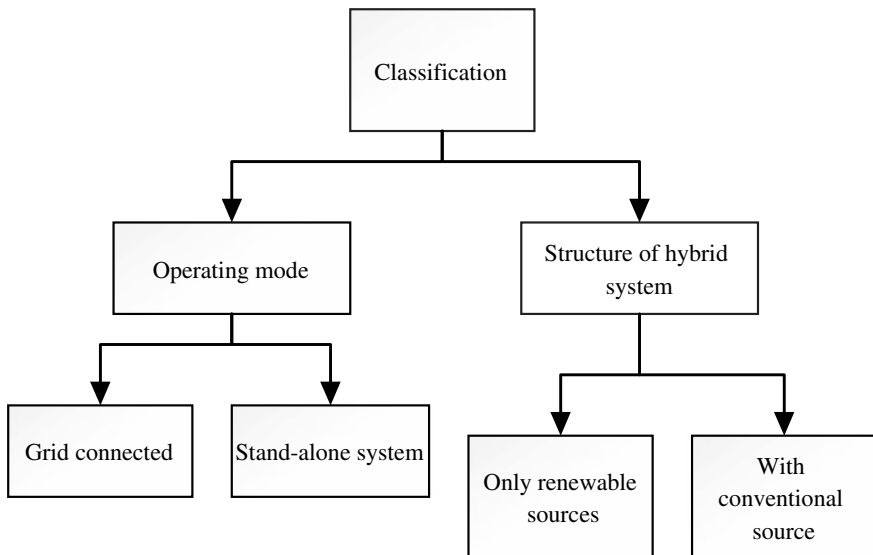 Classification
Operating mode
Structure of hybrid
system
Grid connected
Stand-alone system
Only renewable
sources
With
conventional
source